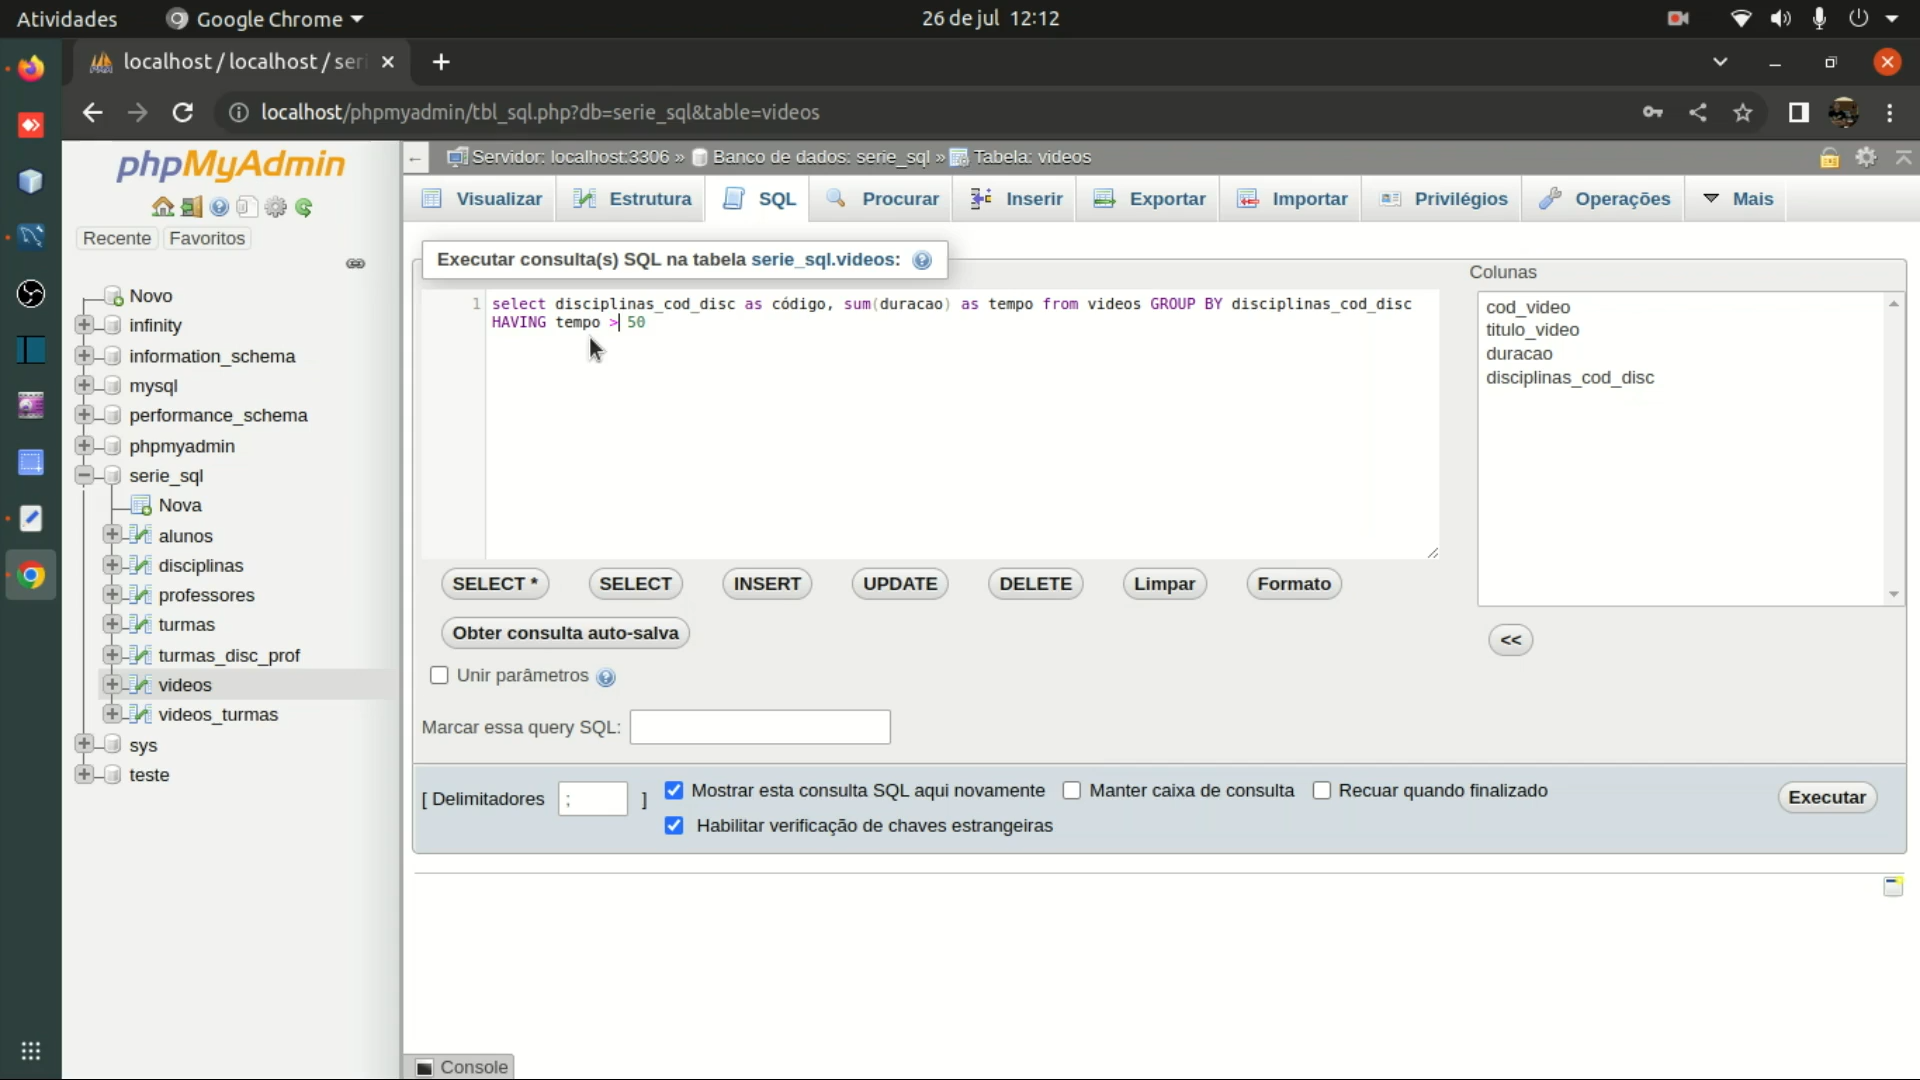 Atividades
Google Chrome
26 de jul 12:12
localhost / localhost / seri
localhost/phpmyadmin/tbl_sql.php?db=serie_sql&table=videos
phpMyAdmin
Recente
Favoritos
Novo
infinity
information_schema
mysql
performance_schema
phpmyadmin
serie_sql
Nova
alunos
disciplinas
professores
turmas
turmas_disc_prof
videos
videos_turmas
sys
teste
Servidor: localhost:3306 » Banco de dados: serie_sql » Tabela: videos
Visualizar
Estrutura
SQL
Procurar
Inserir
Exportar
Importar
Privilégios
Operações
Mais
Executar consulta(s) SQL na tabela serie_sql.videos:
1
select disciplinas_cod_disc as código, sum(duracao) as tempo from videos GROUP BY disciplinas_cod_disc
HAVING tempo > 50
Colunas
cod_video
titulo_video
duracao
disciplinas_cod_disc
SELECT *
SELECT
INSERT
UPDATE
DELETE
Limpar
Formato
Obter consulta auto-salva
<<
Unir parâmetros
Marcar essa query SQL:
[ Delimitadores ; ]
Mostrar esta consulta SQL aqui novamente
Manter caixa de consulta
Recuar quando finalizado
Habilitar verificação de chaves estrangeiras
Executar
Console